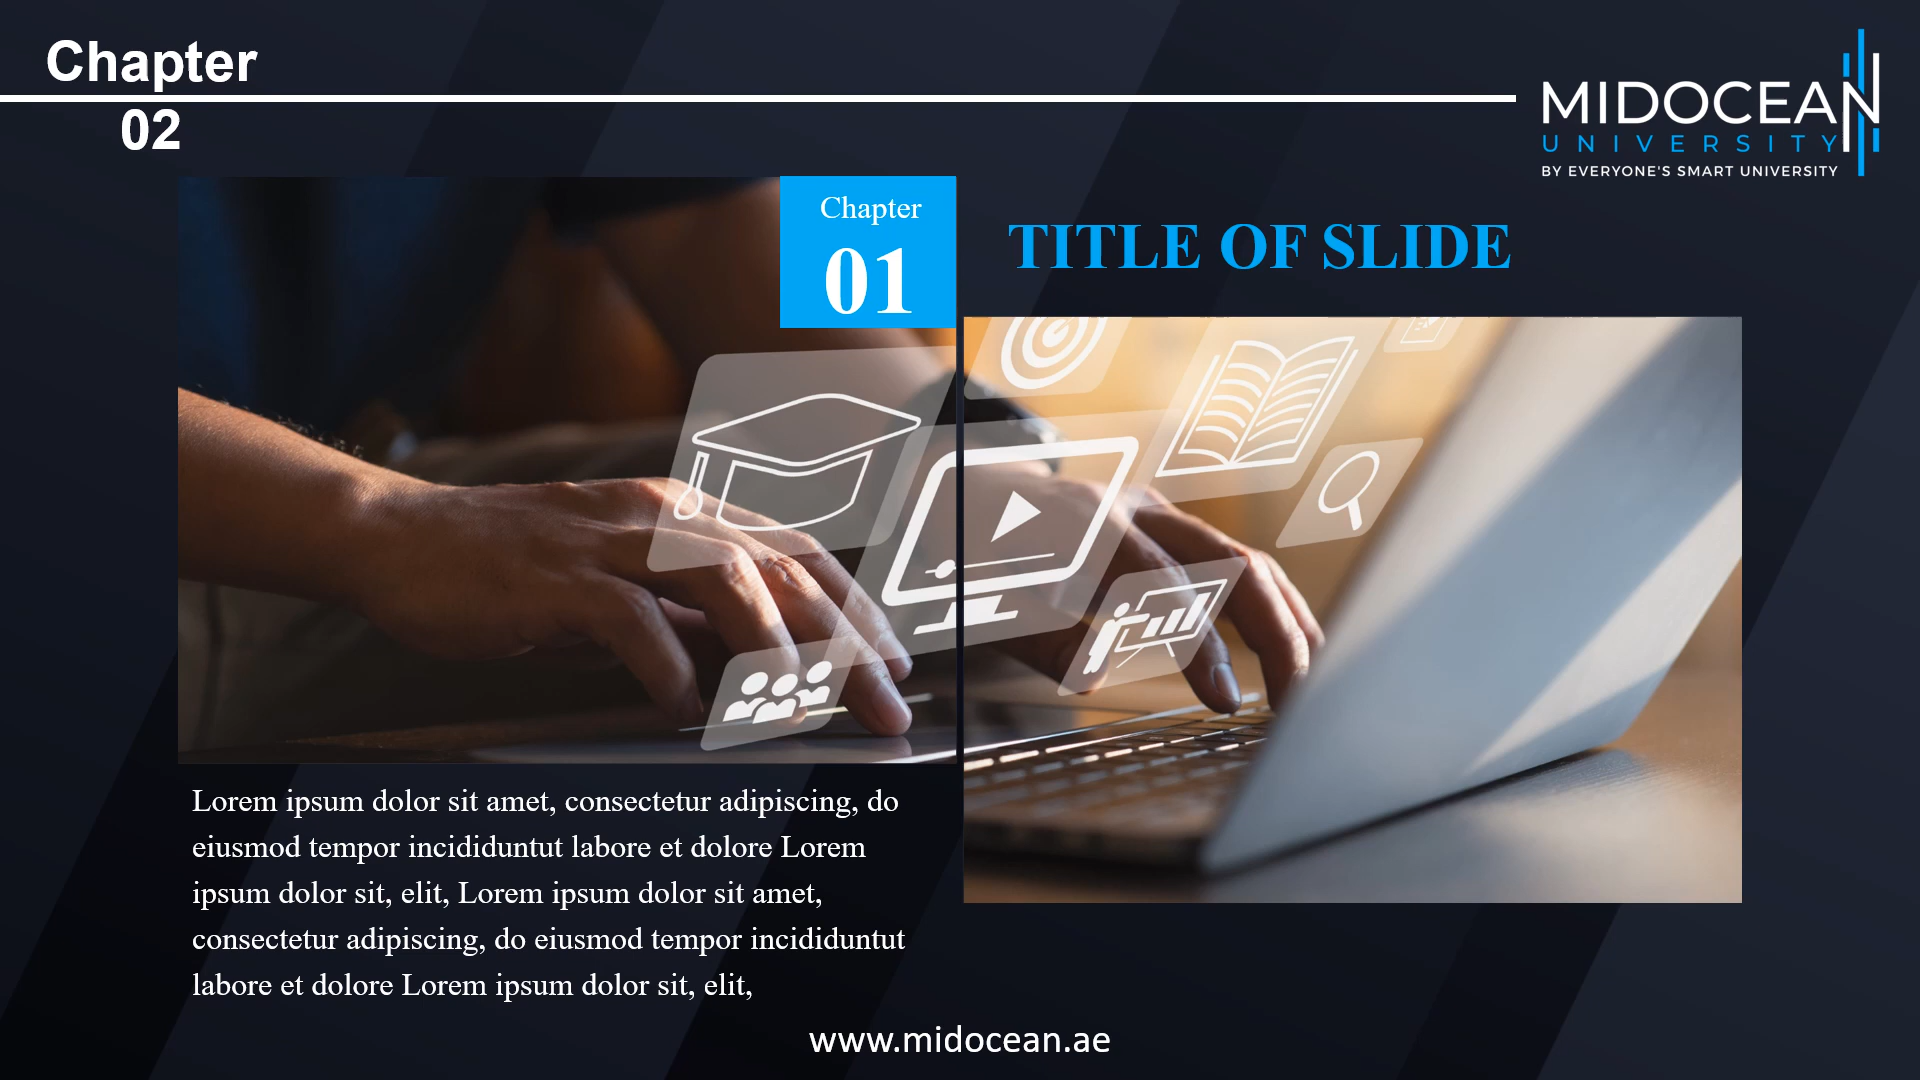 Chapter
02
MIDOCEAN
UNIVERSITY
BY EVERYONE'S SMART UNIVERSITY
Chapter
01
TITLE OF SLIDE
Lorem ipsum dolor sit amet, consectetur adipiscing, do
eiusmod tempor incididuntut labore et dolore Lorem
ipsum dolor sit, elit, Lorem ipsum dolor sit amet,
consectetur adipiscing, do eiusmod tempor incididuntut
labore et dolore Lorem ipsum dolor sit, elit,
www.midocean.ae